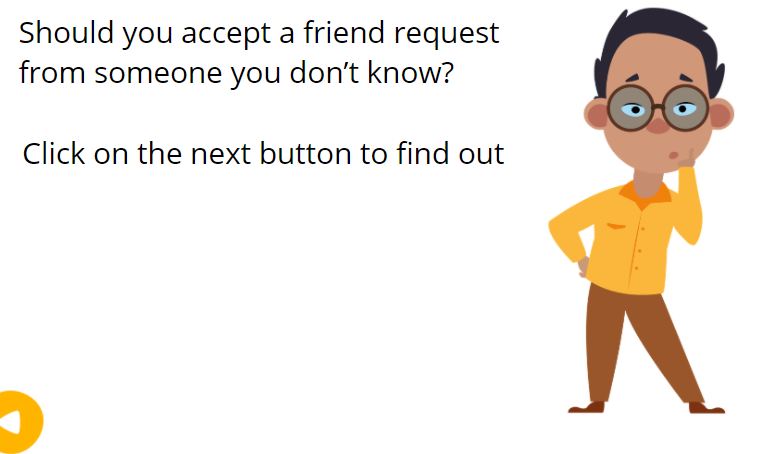 Should you accept a friend request
from someone you don’t know?
Click on the next button to find out